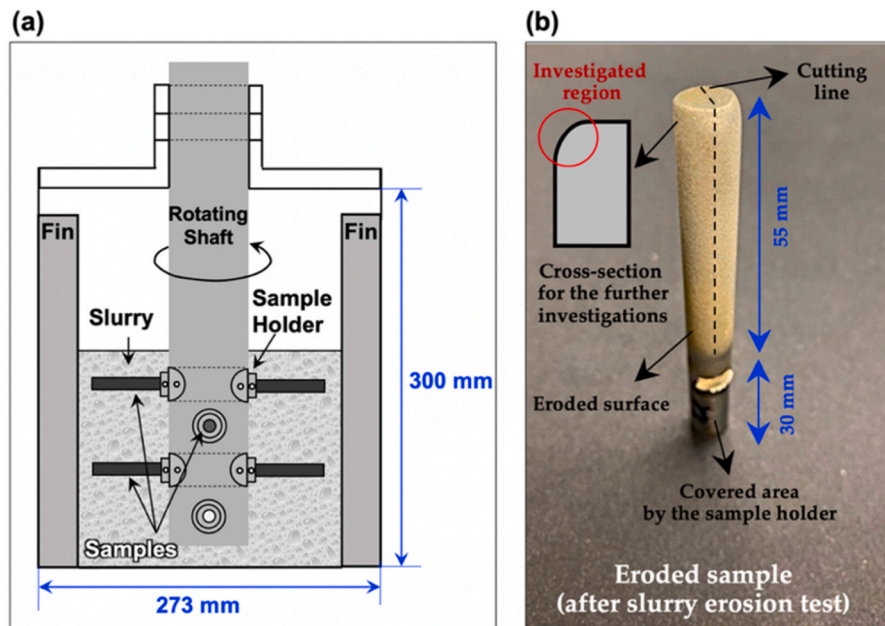 (a)
Fin
Rotating
Shaft
Fin
Slurry
Sample
Holder
300 mm
Samples
273 mm
(b)
Investigated
region
Cutting
line
55 mm
Cross-section
for the further
investigations
Eroded surface
30 mm
Covered area
by the sample holder
Eroded sample
(after slurry erosion test)